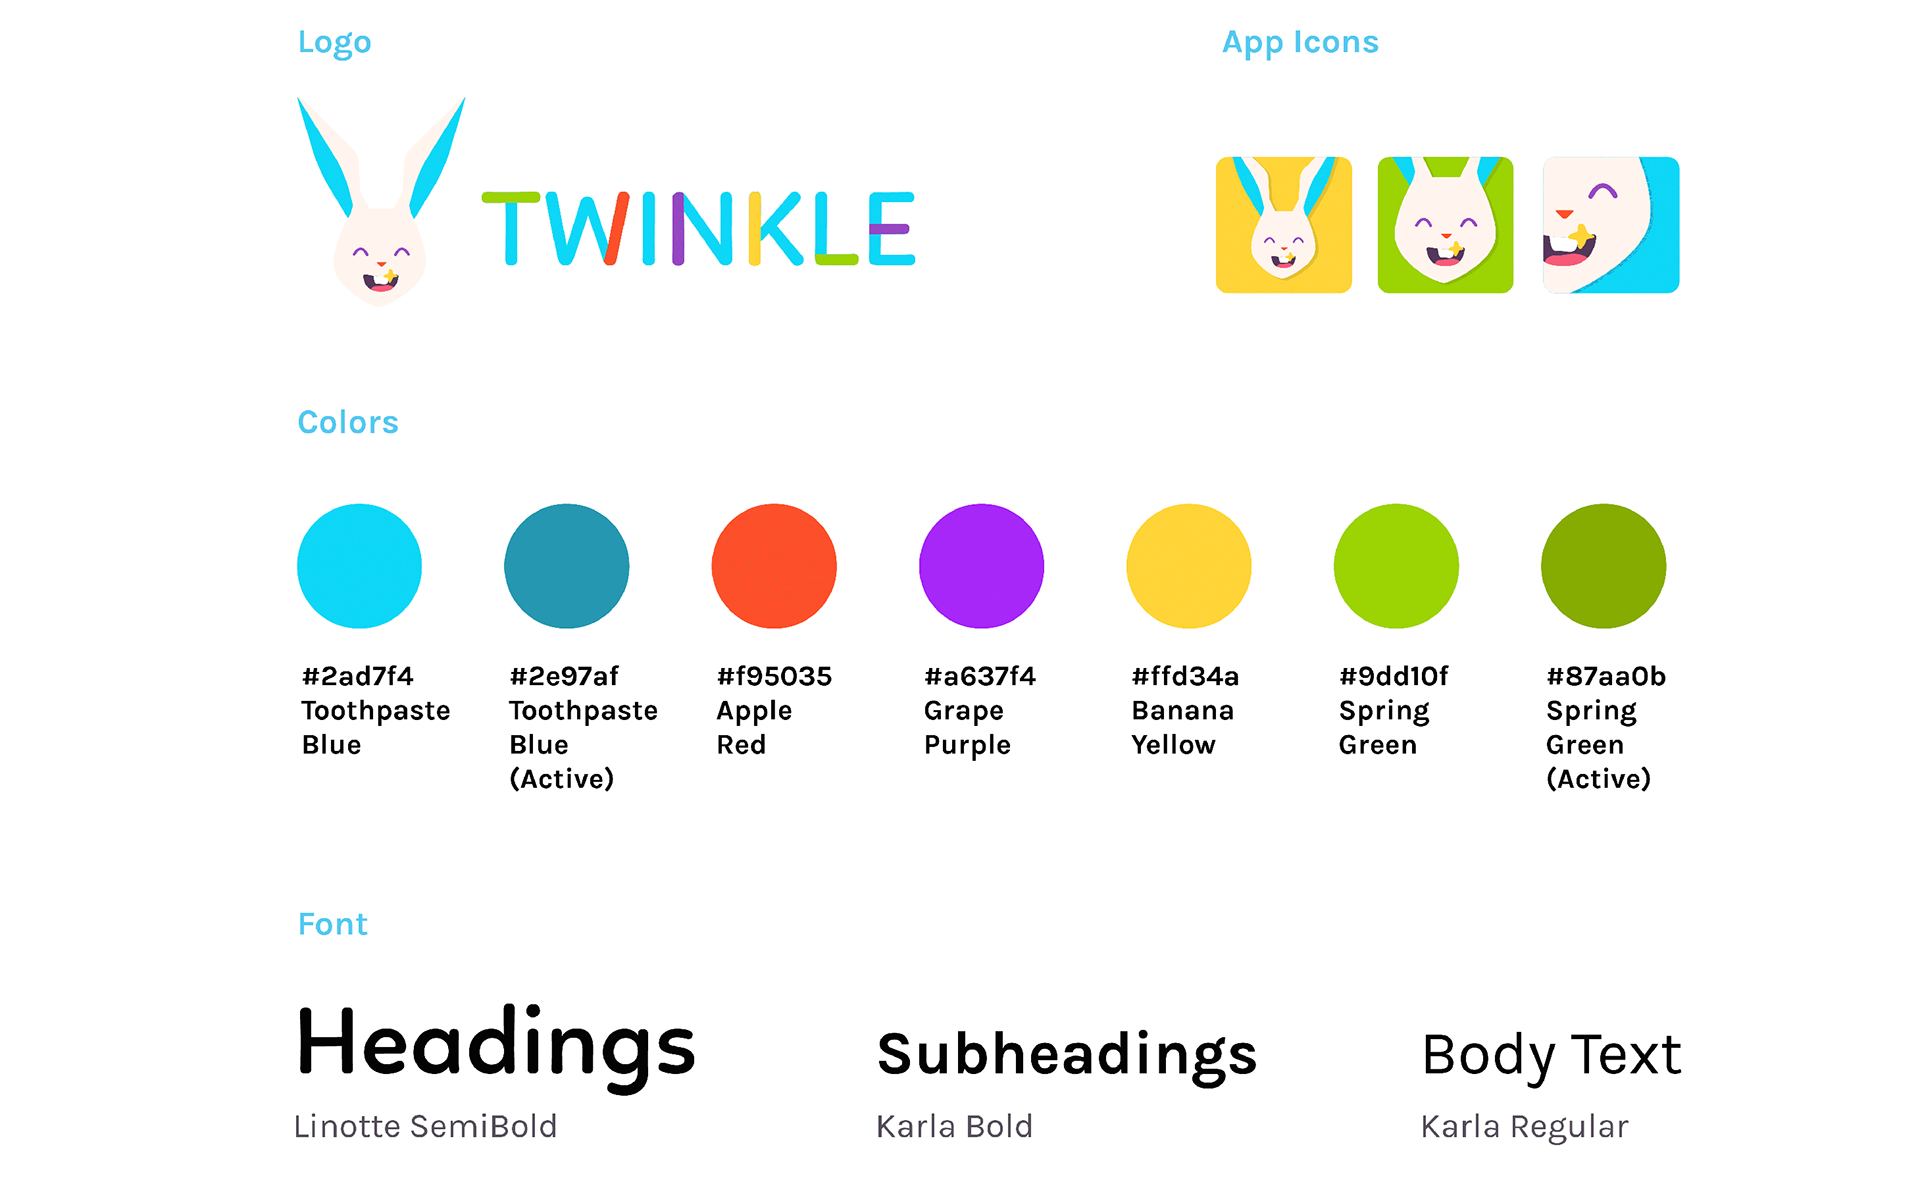 Logo
App Icons
TWINKLE
Colors
#2ad7f4
Toothpaste
Blue
#2e97af
Toothpaste
Blue
(Active)
#f95035
Apple
Red
#a637f4
Grape
Purple
#ffd34a
Banana
Yellow
#9dd10f
Spring
Green
#87aa0b
Spring
Green
(Active)
Font
Headings
Linotte SemiBold
Subheadings
Karla Bold
Body Text
Karla Regular